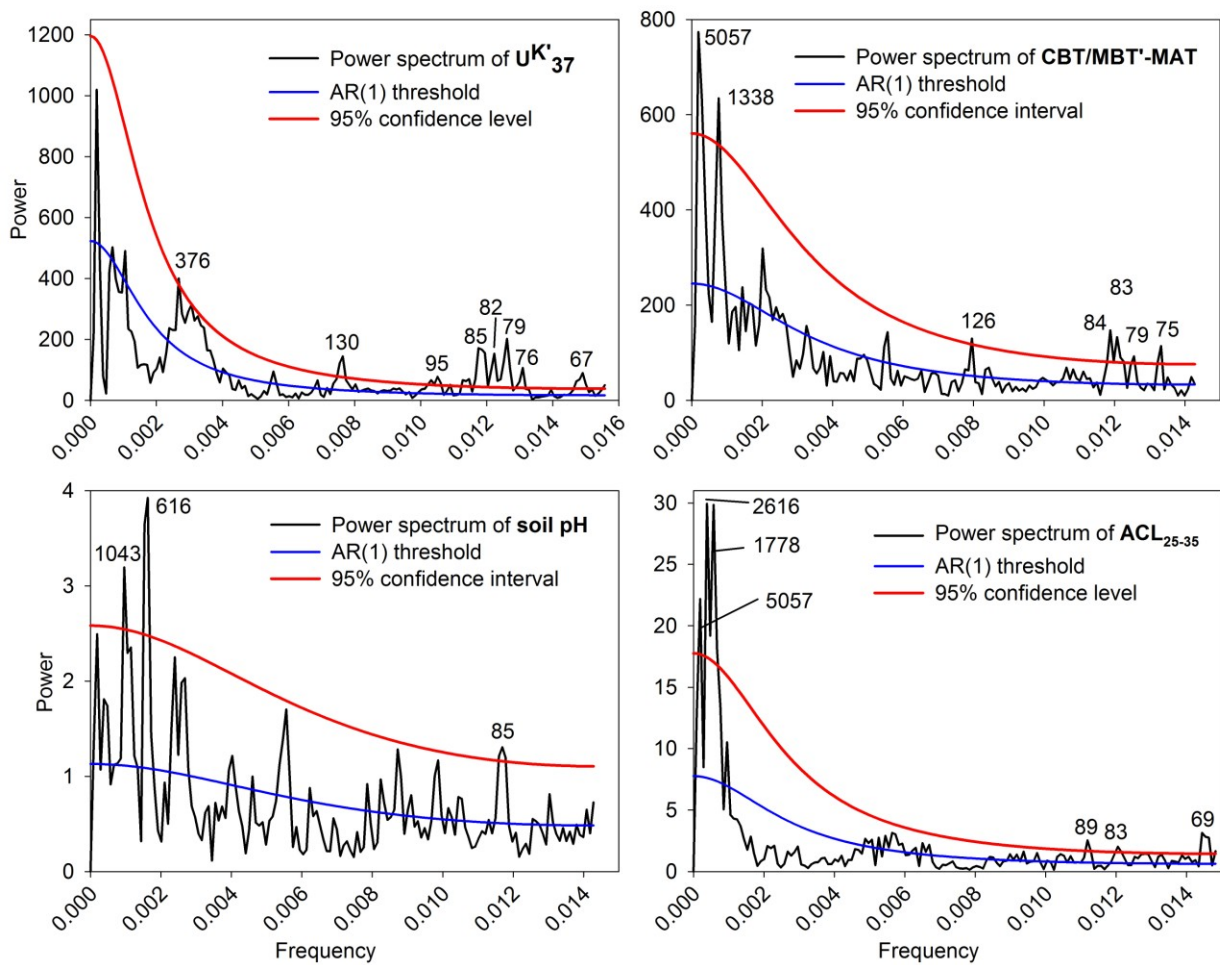 1200
1000
800
600
400
200
0
Power
Power spectrum of UK'37
AR(1) threshold
95% confidence level
376
130
95
85
82
79
76
67
0.000 0.002 0.004 0.006 0.008 0.010 0.012 0.014 0.016
800
600
400
200
0
5057
1338
Power spectrum of CBT/MBT'-MAT
AR(1) threshold
95% confidence interval
126
84
83
79
75
0.000 0.002 0.004 0.006 0.008 0.010 0.012 0.014
4
3
2
1
0
Power
616
1043
Power spectrum of soil pH
AR(1) threshold
95% confidence interval
85
0.000 0.002 0.004 0.006 0.008 0.010 0.012 0.014
Frequency
30
25
20
15
10
5
0
2616
1778
5057
Power spectrum of ACL25-35
AR(1) threshold
95% confidence level
89
83
69
0.000 0.002 0.004 0.006 0.008 0.010 0.012 0.014
Frequency